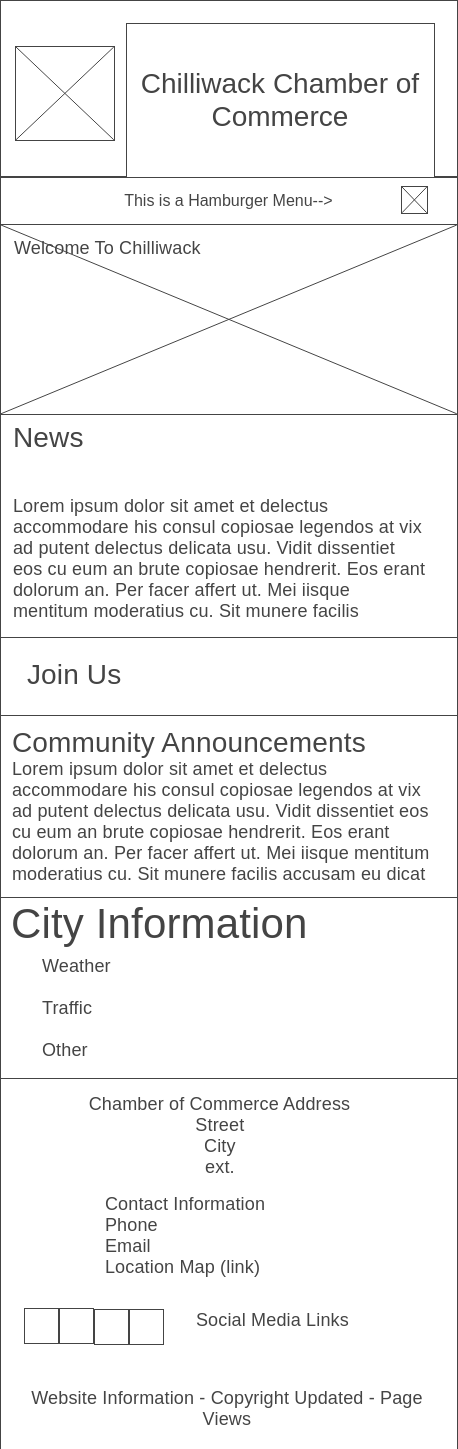 Chilliwack Chamber of
Commerce
This is a Hamburger Menu-->
Welcome To Chilliwack
News
Lorem ipsum dolor sit amet et delectus
accommodare his consul copiosae legendos at vix
ad putent delectus delicata usu. Vidit dissentiet
eos cu eum an brute copiosae hendrerit. Eos erant
dolorum an. Per facer affert ut. Mei iisque
mentitum moderatius cu. Sit munere facilis
Join Us
Community Announcements
Lorem ipsum dolor sit amet et delectus
accommodare his consul copiosae legendos at vix
ad putent delectus delicata usu. Vidit dissentiet eos
cu eum an brute copiosae hendrerit. Eos erant
dolorum an. Per facer affert ut. Mei iisque mentitum
moderatius cu. Sit munere facilis accusam eu dicat
City Information
Weather
Traffic
Other
Chamber of Commerce Address
Street
City
ext.
Contact Information
Phone
Email
Location Map (link)
Social Media Links
Website Information - Copyright Updated - Page
Views